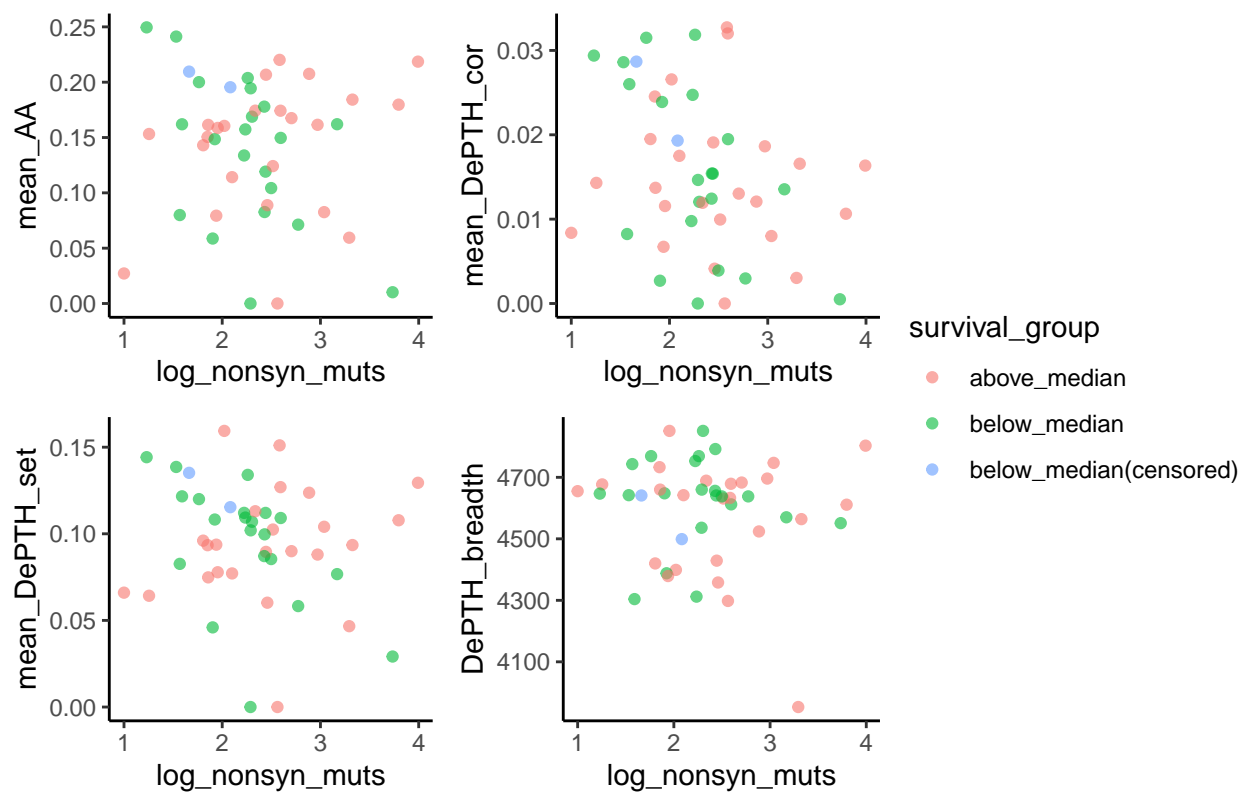 mean_AA
0.25
0.20
0.15
0.10
0.05
0.00
1 2 3 4
log_nonsyn_muts
mean_DePTH_cor
0.03
0.02
0.01
0.00
1 2 3 4
log_nonsyn_muts
mean_DePTH_set
0.15
0.10
0.05
0.00
1 2 3 4
log_nonsyn_muts
DePTH_breadth
4700
4500
4300
4100
1 2 3 4
log_nonsyn_muts
survival_group
above_median
below_median
below_median(censored)